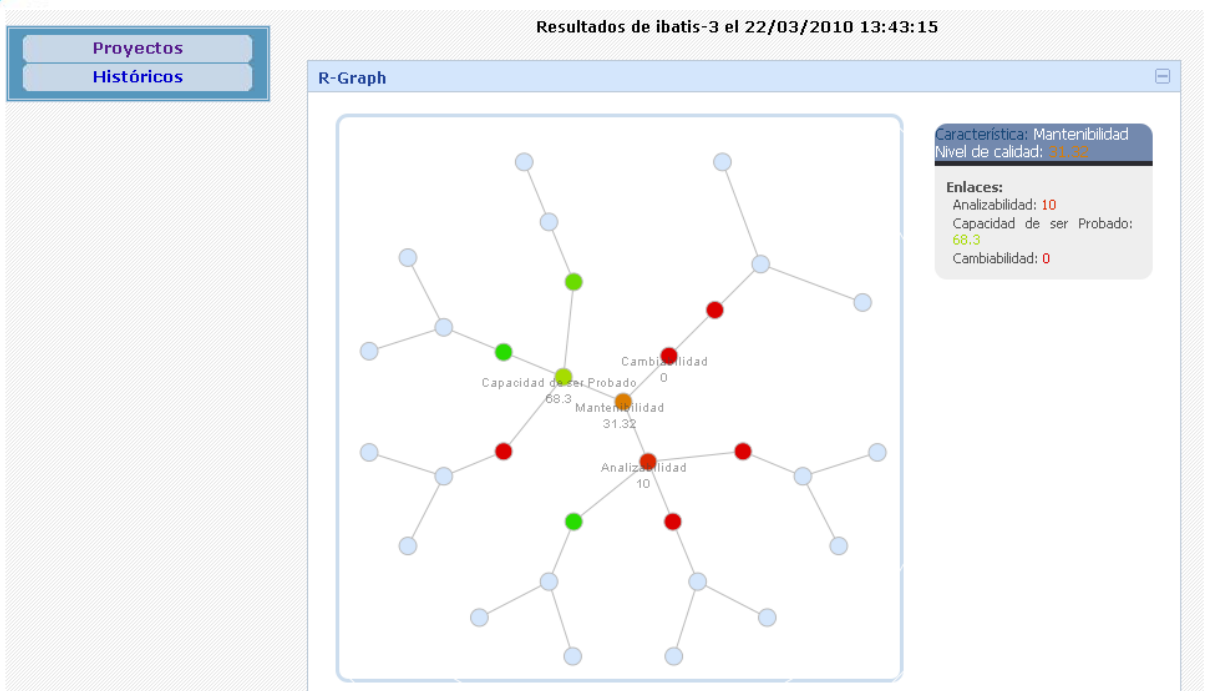 Resultados de ibatis-3 el 22/03/2010 13:43:15
Proyectos
Históricos
R-Graph
Característica: Mantenibilidad
Nivel de calidad: 31.32
Enlaces:
Analizabilidad: 10
Capacidad de ser Probado:
68.3
Cambiabilidad: 0
Cambiabilidad
0
Capacidad de ser Probado
68.3
Mantenibilidad
31.32
Analizabilidad
10